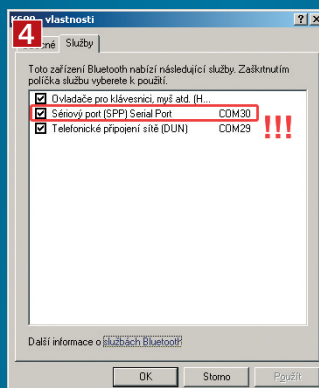 K600 - vlastnosti
4
Služby
Toto zařízení Bluetooth nabízí následující služby. Zaškrtnutím
políčka službu vyberete k použití.
Ovladače pro klávesnici, myš atd. (H...
Sériový port (SPP) Serial Port COM30
!!!
Telefonické připojení sítě (DUN) COM29
Další informace o službách Bluetooth
OK Storno Použít